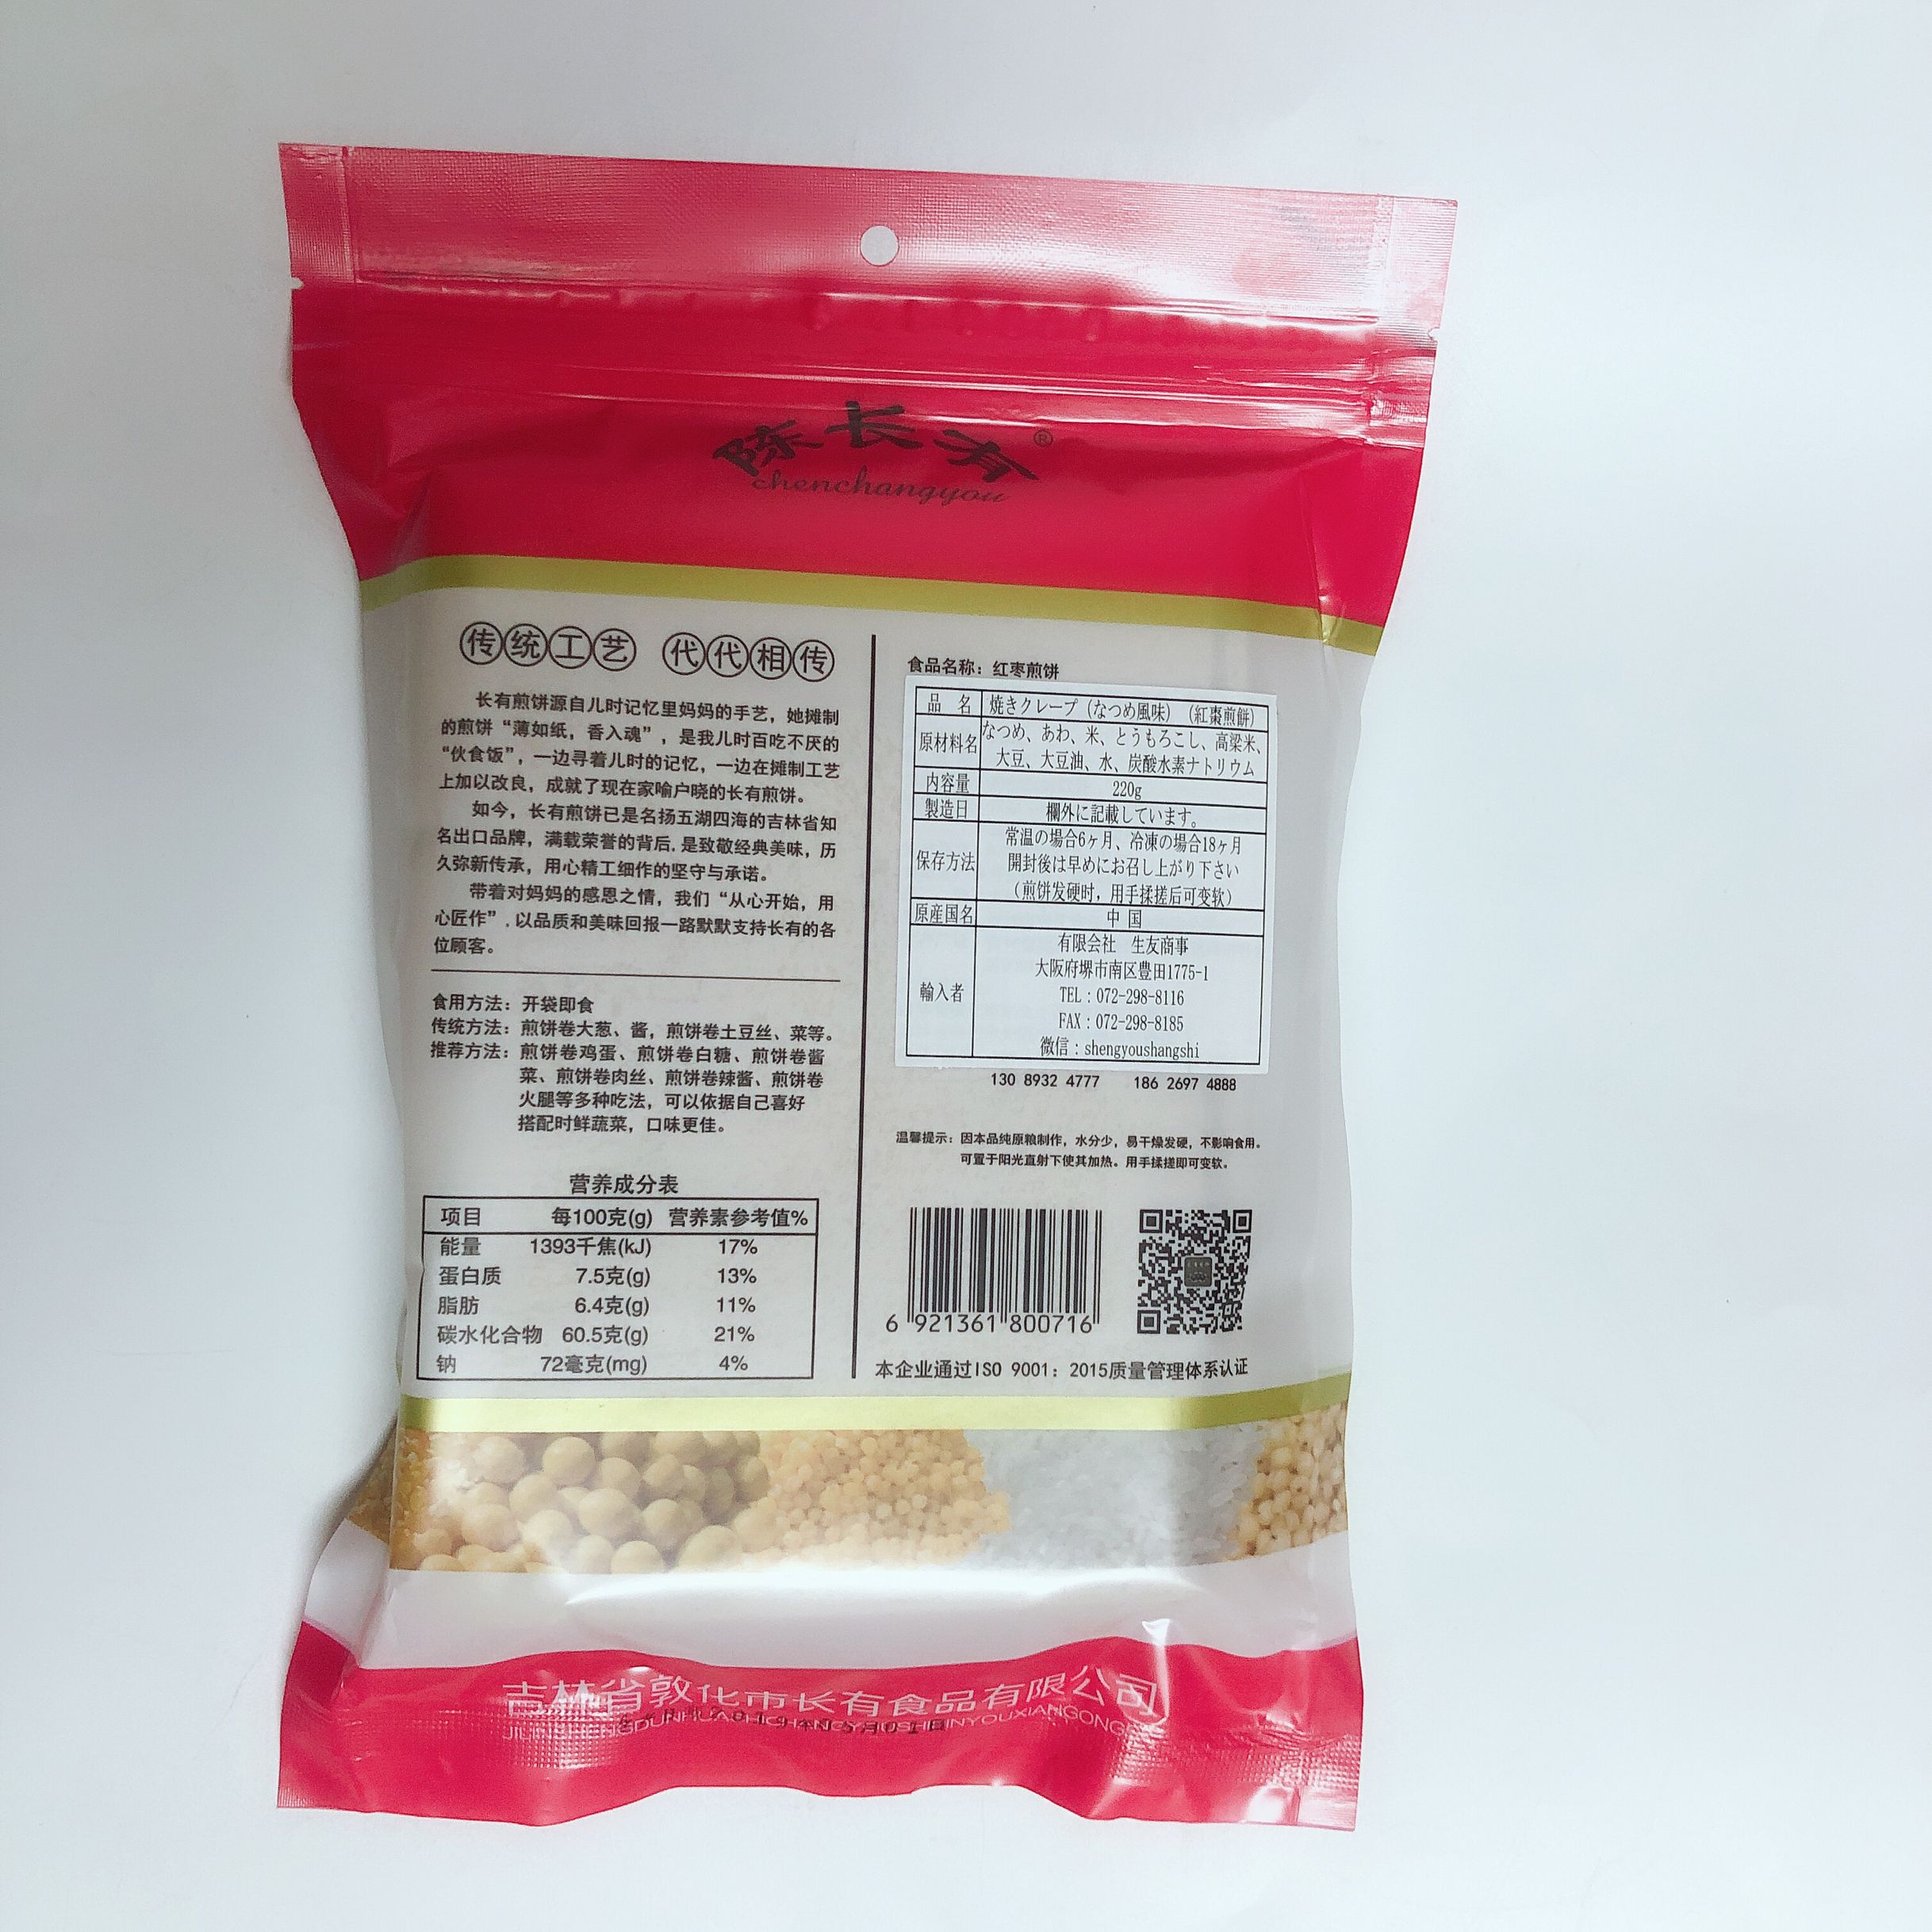 陈长有®
chenchangyou
传统工艺 代代相传
长有煎饼源自儿时记忆里妈妈的手艺，她摊制
的煎饼“薄如纸，香入魂”，是我儿时百吃不厌的
“伙食饭”，一边寻着儿时的记忆，一边在摊制工艺
上加以改良，成就了现在家喻户晓的长有煎饼。
如今，长有煎饼已是名扬五湖四海的吉林省知
名出口品牌，满载荣誉的背后，是致敬经典美味，历
久弥新传承，用心精工细作的坚守与承诺。
带着对妈妈的感恩之情，我们“从心开始，用
心匠作”，以品质和美味回报一路默默支持长有的各
位顾客。
食用方法：开袋即食
传统方法：煎饼卷大葱、酱，煎饼卷土豆丝、菜等。
推荐方法：煎饼卷鸡蛋、煎饼卷白糖、煎饼卷酱
菜、煎饼卷肉丝、煎饼卷辣酱、煎饼卷
火腿等多种吃法，可以依据自己喜好
搭配时鲜蔬菜，口味更佳。
营养成分表
项目 每100克(g) 营养素参考值%
能量 1393千焦(kJ) 17%
蛋白质 7.5克(g) 13%
脂肪 6.4克(g) 11%
碳水化合物 60.5克(g) 21%
钠 72毫克(mg) 4%
食品名称：红枣煎饼
品 名 焼きクレープ（なつめ風味）（紅棗煎餅）
原材料名 なつめ、あわ、米、とうもろこし、高梁米、
大豆、大豆油、水、炭酸水素ナトリウム
内容量 220g
製造日 欄外に記載しています。
保存方法 常温の場合6ヶ月、冷凍の場合18ヶ月
開封後は早めにお召し上がり下さい
（煎饼发硬时，用手揉搓后可变软）
原産国名 中 国
輸入者 有限会社 生友商事
大阪府堺市南区豊田1775-1
TEL：072-298-8116
FAX：072-298-8185
微信：shengyoushangshi
130 8932 4777 186 2697 4888
温馨提示：因本品纯原粮制作，水分少，易干燥发硬，不影响食用。
可置于阳光直射下使其加热。用手揉搓即可变软。
6 921361 800716
本企业通过ISO 9001：2015质量管理体系认证
吉林省敦化市长有食品有限公司